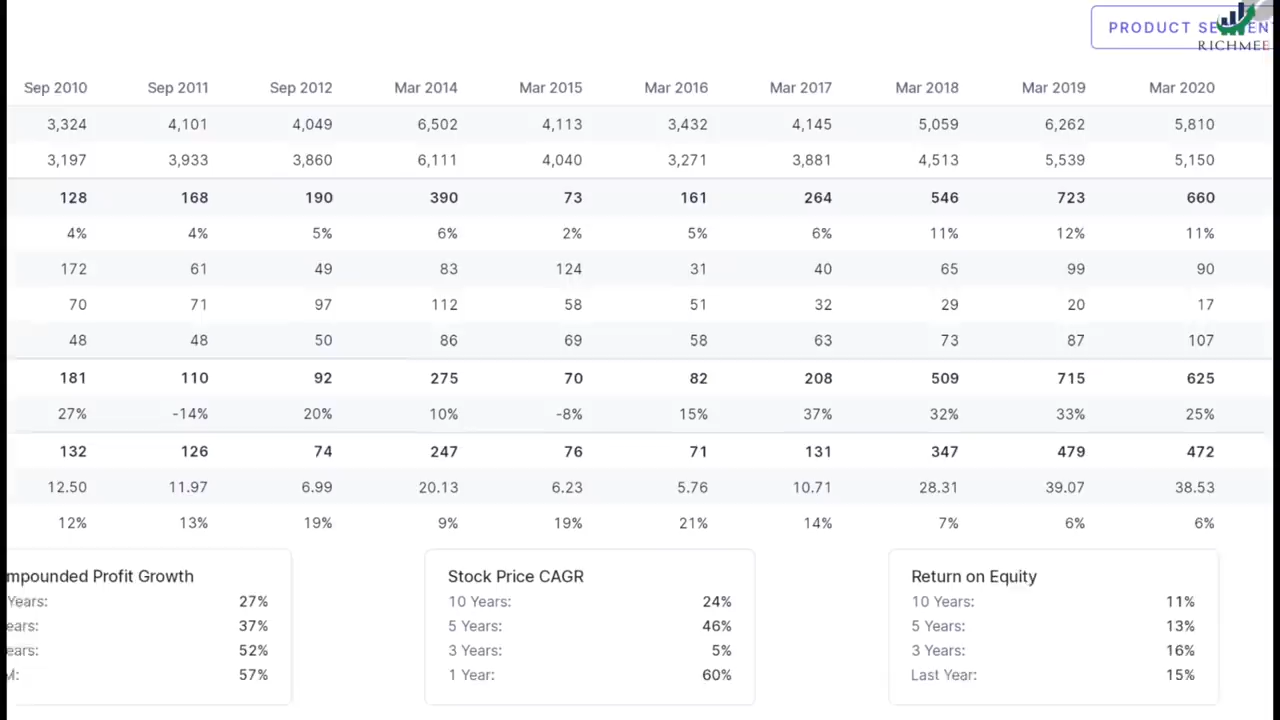 PRODUCT SEGMENT
RICHMEE
Sep 2010 Sep 2011 Sep 2012 Mar 2014 Mar 2015 Mar 2016 Mar 2017 Mar 2018 Mar 2019 Mar 2020
3,324 4,101 4,049 6,502 4,113 3,432 4,145 5,059 6,262 5,810
3,197 3,933 3,860 6,111 4,040 3,271 3,881 4,513 5,539 5,150
128 168 190 390 73 161 264 546 723 660
4% 4% 5% 6% 2% 5% 6% 11% 12% 11%
172 61 49 83 124 31 40 65 99 90
70 71 97 112 58 51 32 29 20 17
48 48 50 86 69 58 63 73 87 107
181 110 92 275 70 82 208 509 715 625
27% -14% 20% 10% -8% 15% 37% 32% 33% 25%
132 126 74 247 76 71 131 347 479 472
12.50 11.97 6.99 20.13 6.23 5.76 10.71 28.31 39.07 38.53
12% 13% 19% 9% 19% 21% 14% 7% 6% 6%
mpounded Profit Growth
Years: 27%
ears: 37%
ears: 52%
M: 57%
Stock Price CAGR
10 Years: 24%
5 Years: 46%
3 Years: 5%
1 Year: 60%
Return on Equity
10 Years: 11%
5 Years: 13%
3 Years: 16%
Last Year: 15%